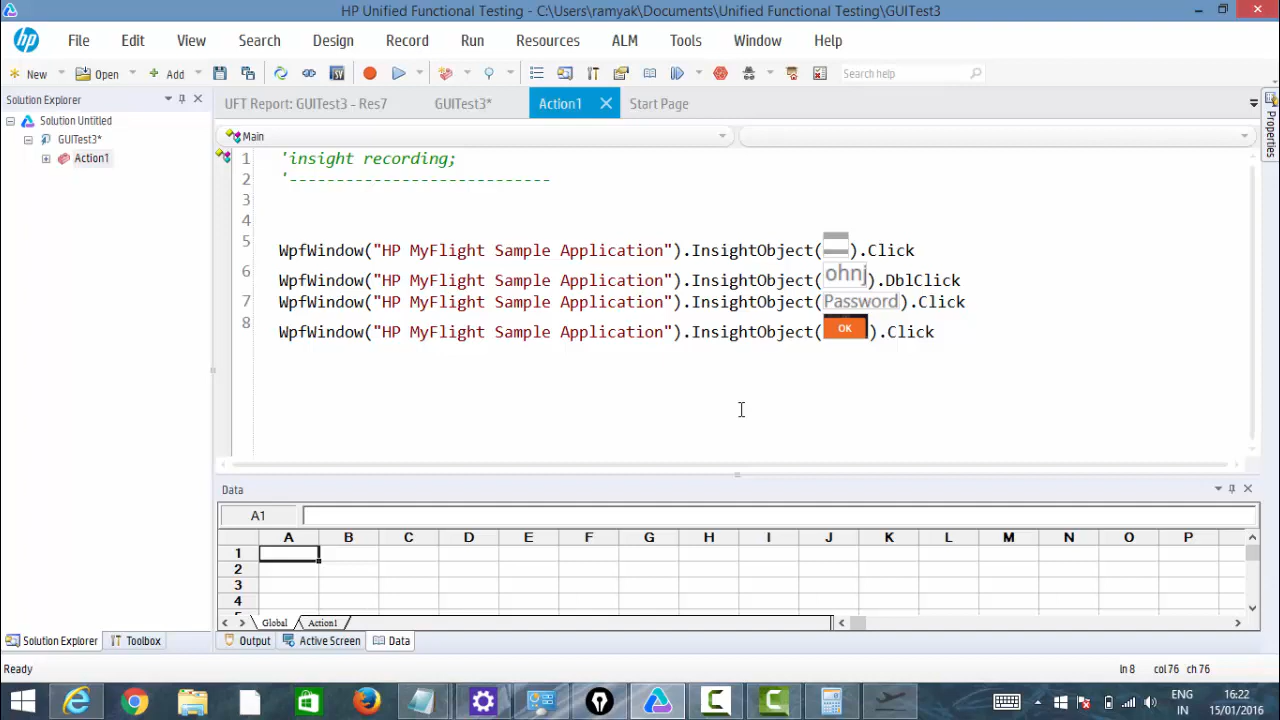 HP Unified Functional Testing - C:\Users\ramyak\Documents\Unified Functional Testing\GUITest3
hp File Edit View Search Design Record Run Resources ALM Tools Window Help
New Open Add Search help
Solution Explorer
UFT Report: GUITest3 - Res7 GUITest3* Action1 Start Page
Properties
Solution Untitled
GUITest3*
Action1
Main
1 'insight recording;
2 '----------------------------
3
4
5 WpfWindow("HP MyFlight Sample Application").InsightObject( ).Click
6 WpfWindow("HP MyFlight Sample Application").InsightObject(ohnj).DblClick
7 WpfWindow("HP MyFlight Sample Application").InsightObject(Password).Click
8 WpfWindow("HP MyFlight Sample Application").InsightObject(OK).Click
Data
A1
A B C D E F G H I J K L M N O P
1
2
3
4
Global Action1
Solution Explorer Toolbox Output Active Screen Data
Ready ln 8 col 76 ch 76
ENG 16:22
IN 15/01/2016